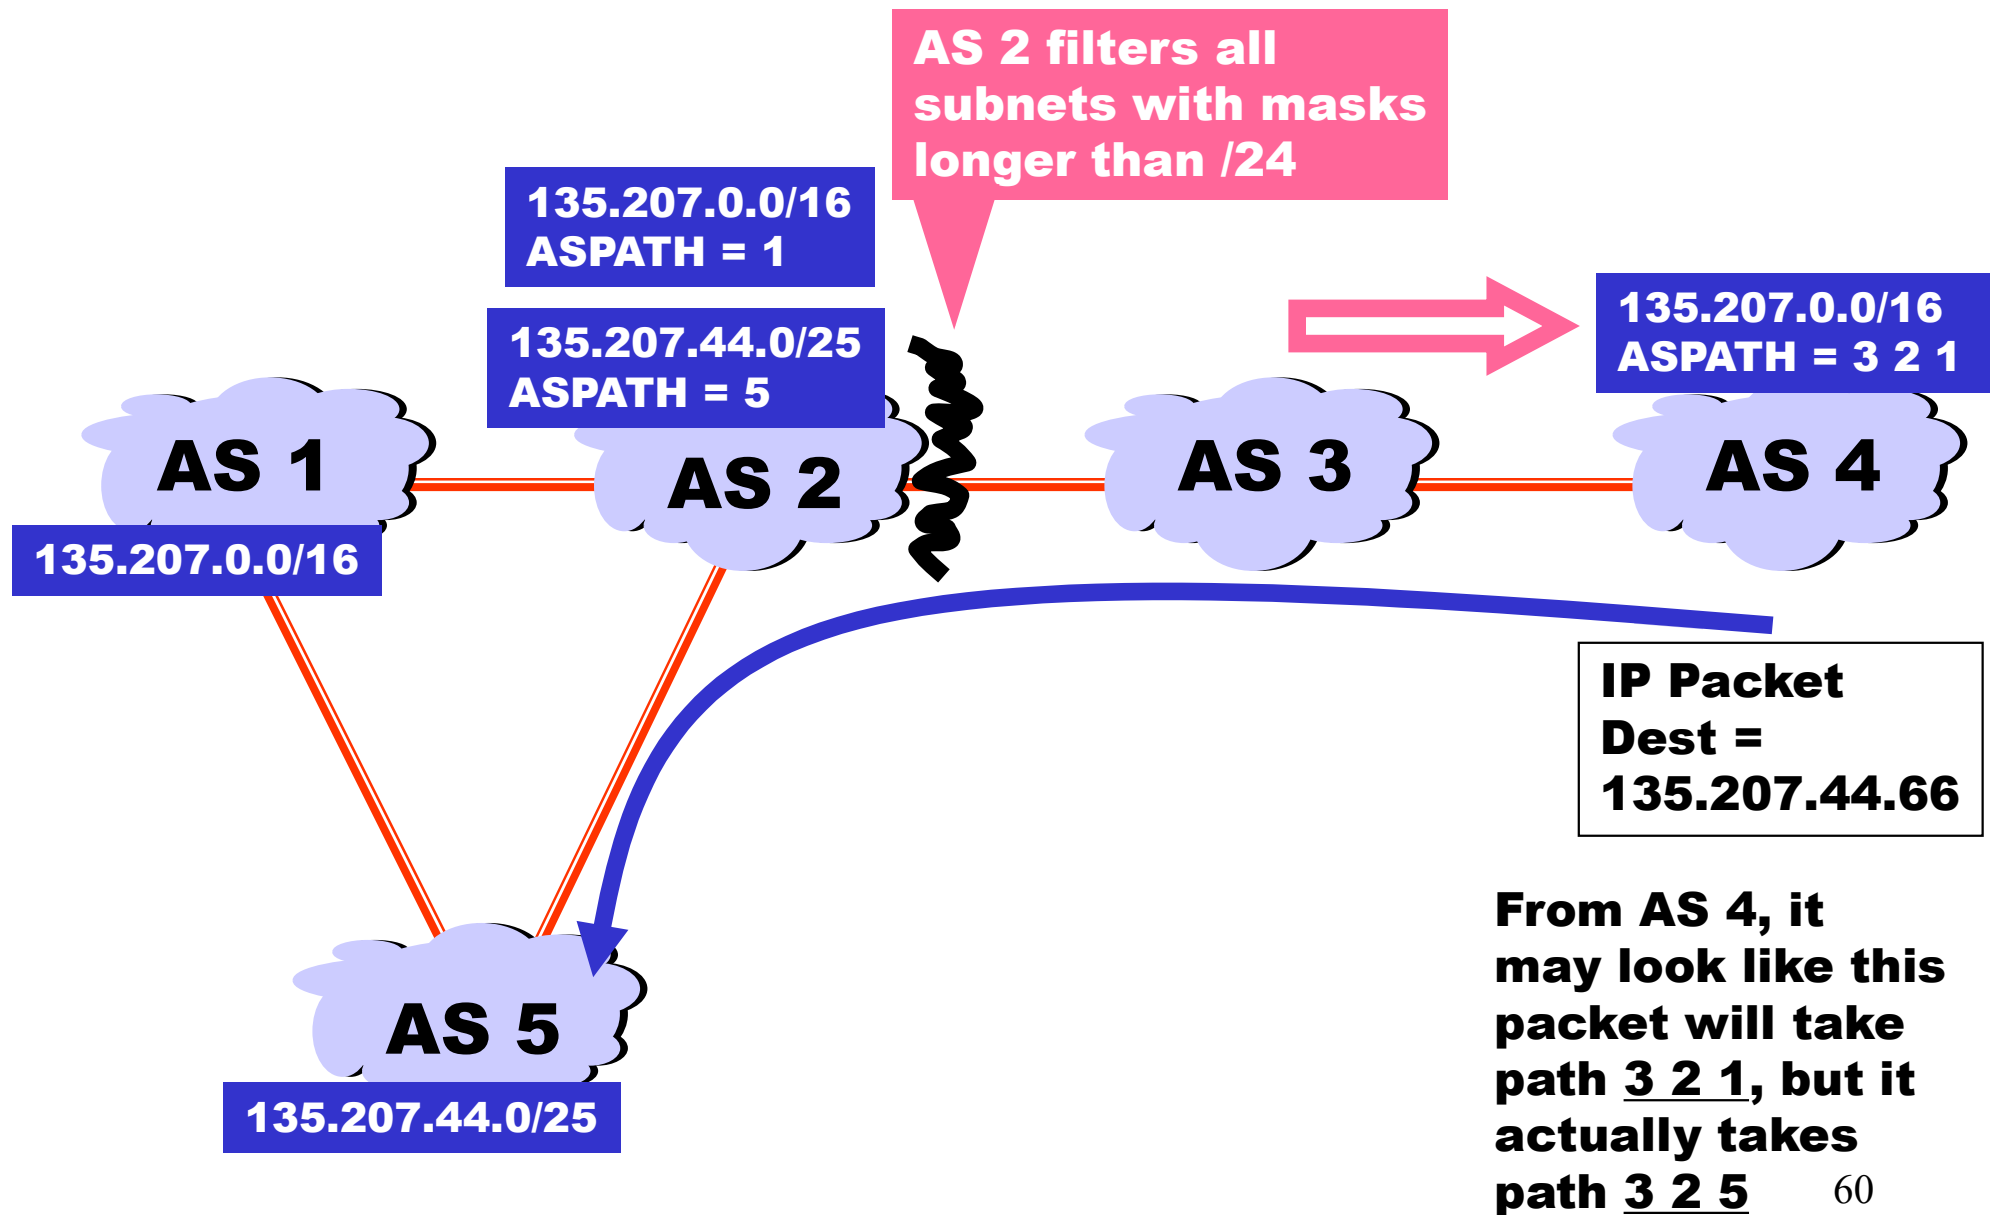 AS 2 filters all
subnets with masks
longer than /24
135.207.0.0/16
ASPATH = 1
135.207.44.0/25
ASPATH = 5
135.207.0.0/16
ASPATH = 3 2 1
AS 1
AS 2
AS 3
AS 4
135.207.0.0/16
IP Packet
Dest =
135.207.44.66
From AS 4, it
may look like this
packet will take
path 3 2 1, but it
actually takes
path 3 2 5
AS 5
135.207.44.0/25
60